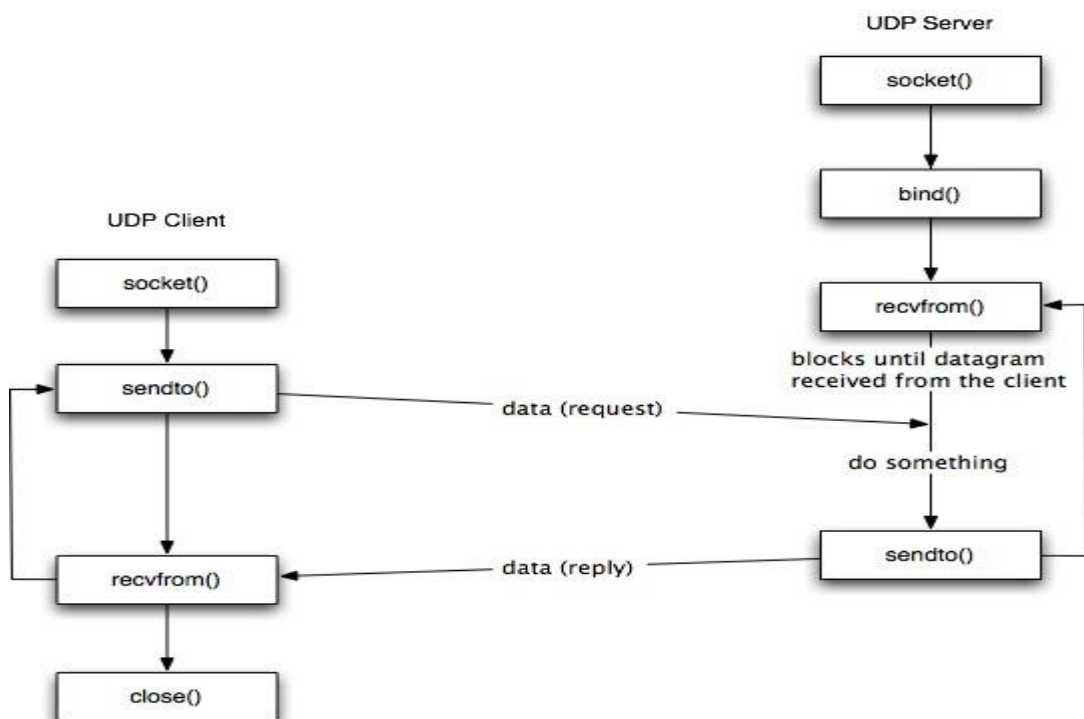 UDP Server
socket()
bind()
UDP Client
socket()
recvfrom()
blocks until datagram
received from the client
sendto()
data (request)
do something
sendto()
data (reply)
recvfrom()
close()